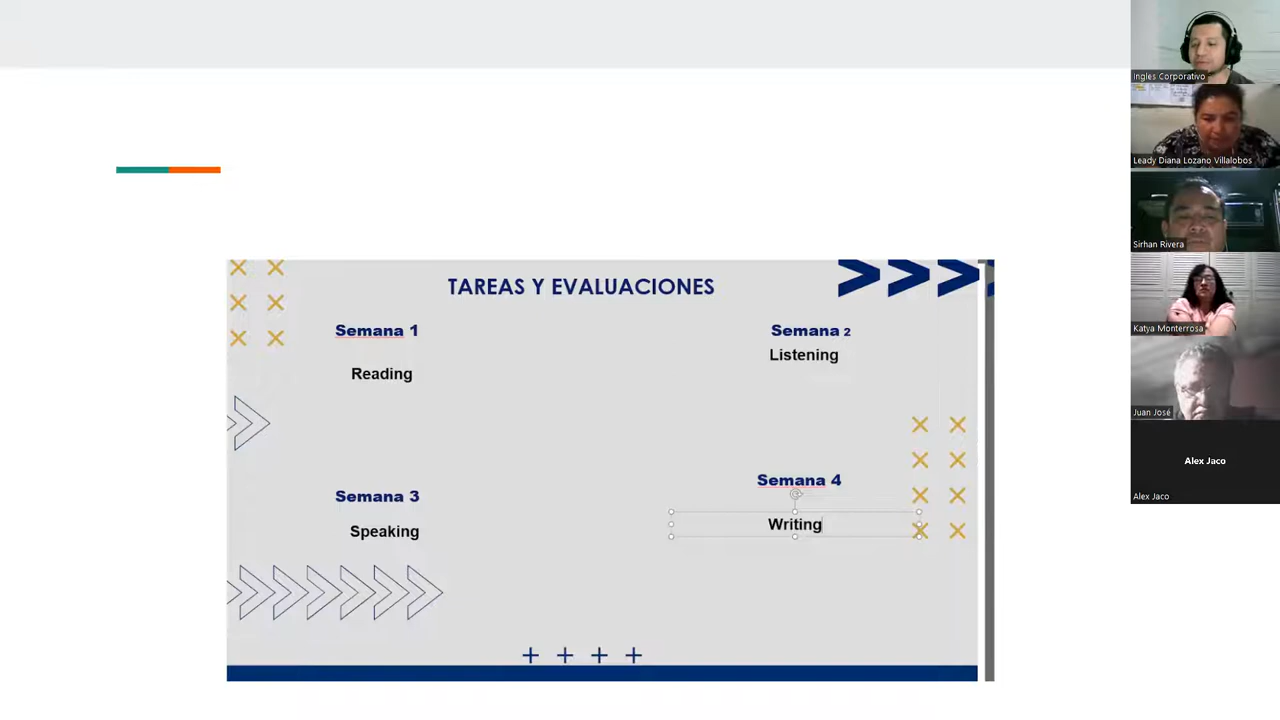 TAREAS Y EVALUACIONES
Semana 1
Reading
Semana 2
Listening
Semana 3
Speaking
Semana 4
Writing
Ingles Corporativo
Leady Diana Lozano Villalobos
Sirhan Rivera
Katya Monterrosa
Juan José
Alex Jaco
Alex Jaco